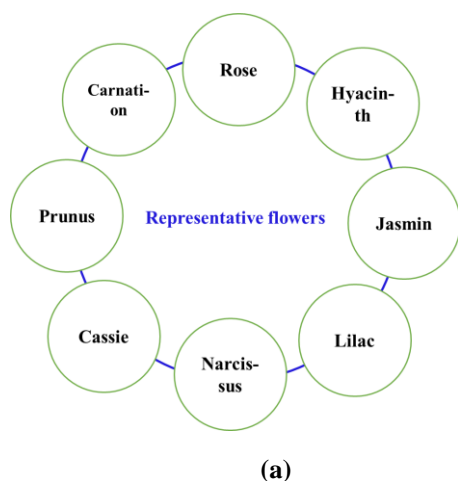 Rose
Carnati-
on
Hyacin-
th
Prunus
Representative flowers
Jasmin
Cassie
Lilac
Narcis-
sus
(a)